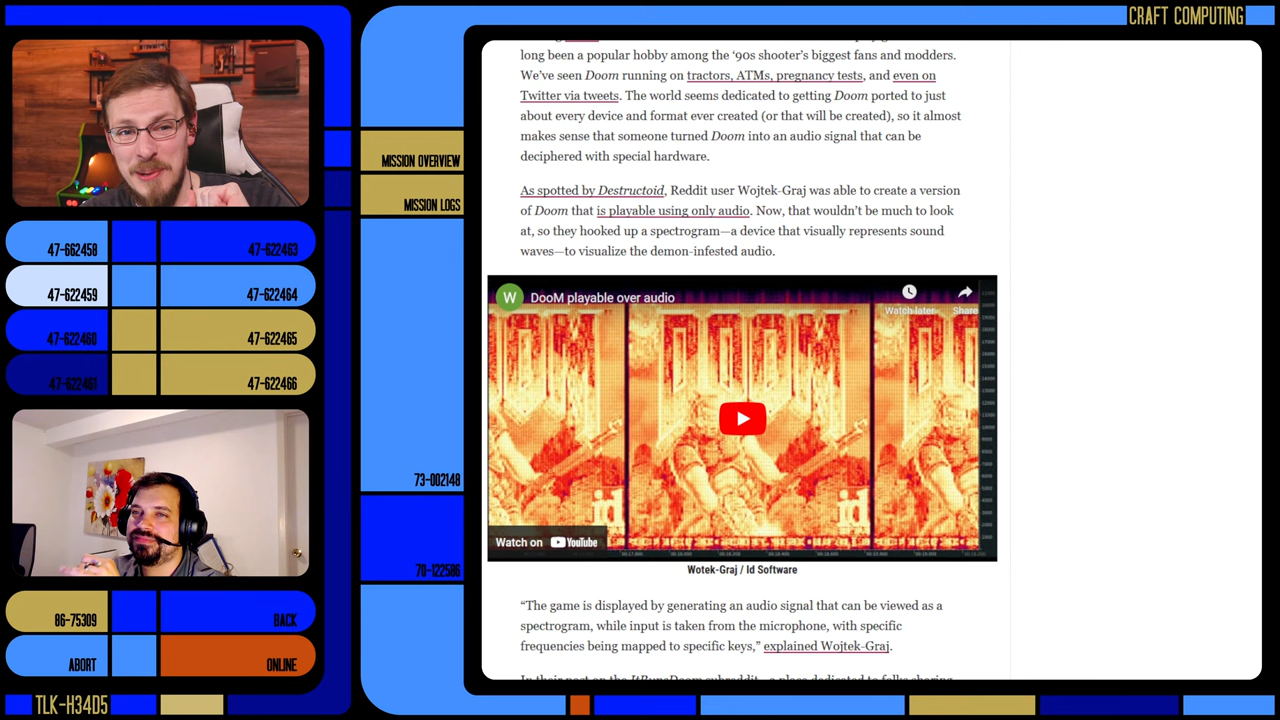 CRAFT COMPUTING
long been a popular hobby among the ‘90s shooter’s biggest fans and modders.
We’ve seen Doom running on tractors, ATMs, pregnancy tests, and even on
Twitter via tweets. The world seems dedicated to getting Doom ported to just
about every device and format ever created (or that will be created), so it almost
makes sense that someone turned Doom into an audio signal that can be
deciphered with special hardware.
As spotted by Destructoid, Reddit user Wojtek-Graj was able to create a version
of Doom that is playable using only audio. Now, that wouldn’t be much to look
at, so they hooked up a spectrogram—a device that visually represents sound
waves—to visualize the demon-infested audio.
W DooM playable over audio
Watch later
Share
DOOM
id
Watch on YouTube
Wotek-Graj / Id Software
“The game is displayed by generating an audio signal that can be viewed as a
spectrogram, while input is taken from the microphone, with specific
frequencies being mapped to specific keys,” explained Wojtek-Graj.
MISSION OVERVIEW
MISSION LOGS
73-002148
70-122586
47-662458
47-622463
47-622459
47-622464
47-622460
47-622465
47-622461
47-622466
86-75309
BACK
ABORT
ONLINE
TLK-H34D5